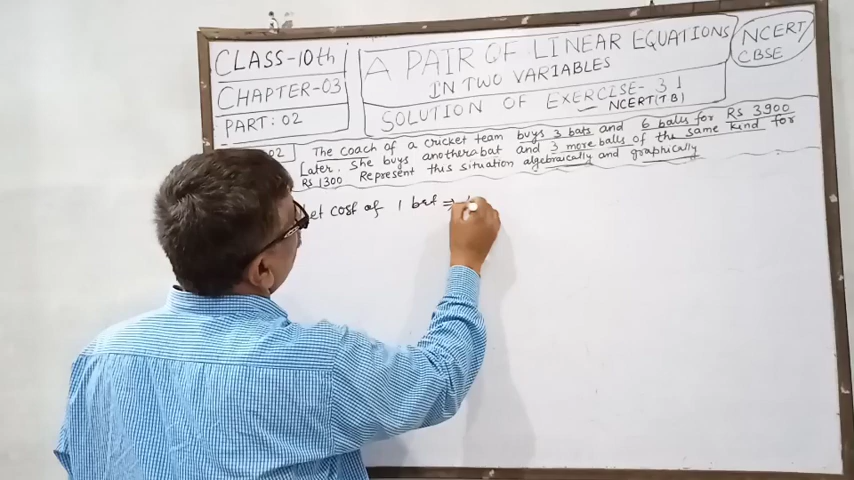 CLASS-10th
CHAPTER-03
PART: 02
A PAIR OF LINEAR EQUATIONS
IN TWO VARIABLES
SOLUTION OF EXERCISE- 3 1
NCERT(TB)
NCERT/
CBSE
02 The coach of a cricket team buys 3 bats and 6 balls for Rs 3900
Later. She buys another a bat and 3 more balls of the same kind for
Rs 1300 Represent this situation algebraically and graphically
et cost of 1 bat =